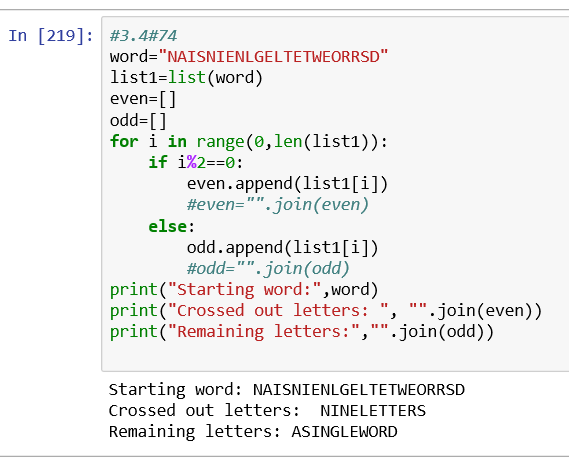 In [219]: #3.4#74
word="NAISNIENLGELTETWEORRSD"
list1=list(word)
even=[]
odd=[]
for i in range(0,len(list1)):
    if i%2==0:
        even.append(list1[i])
        #even="".join(even)
    else:
        odd.append(list1[i])
        #odd="".join(odd)
print("Starting word:",word)
print("Crossed out letters: ", "".join(even))
print("Remaining letters:","".join(odd))
Starting word: NAISNIENLGELTETWEORRSD
Crossed out letters:  NINELETTERS
Remaining letters: ASINGLEWORD